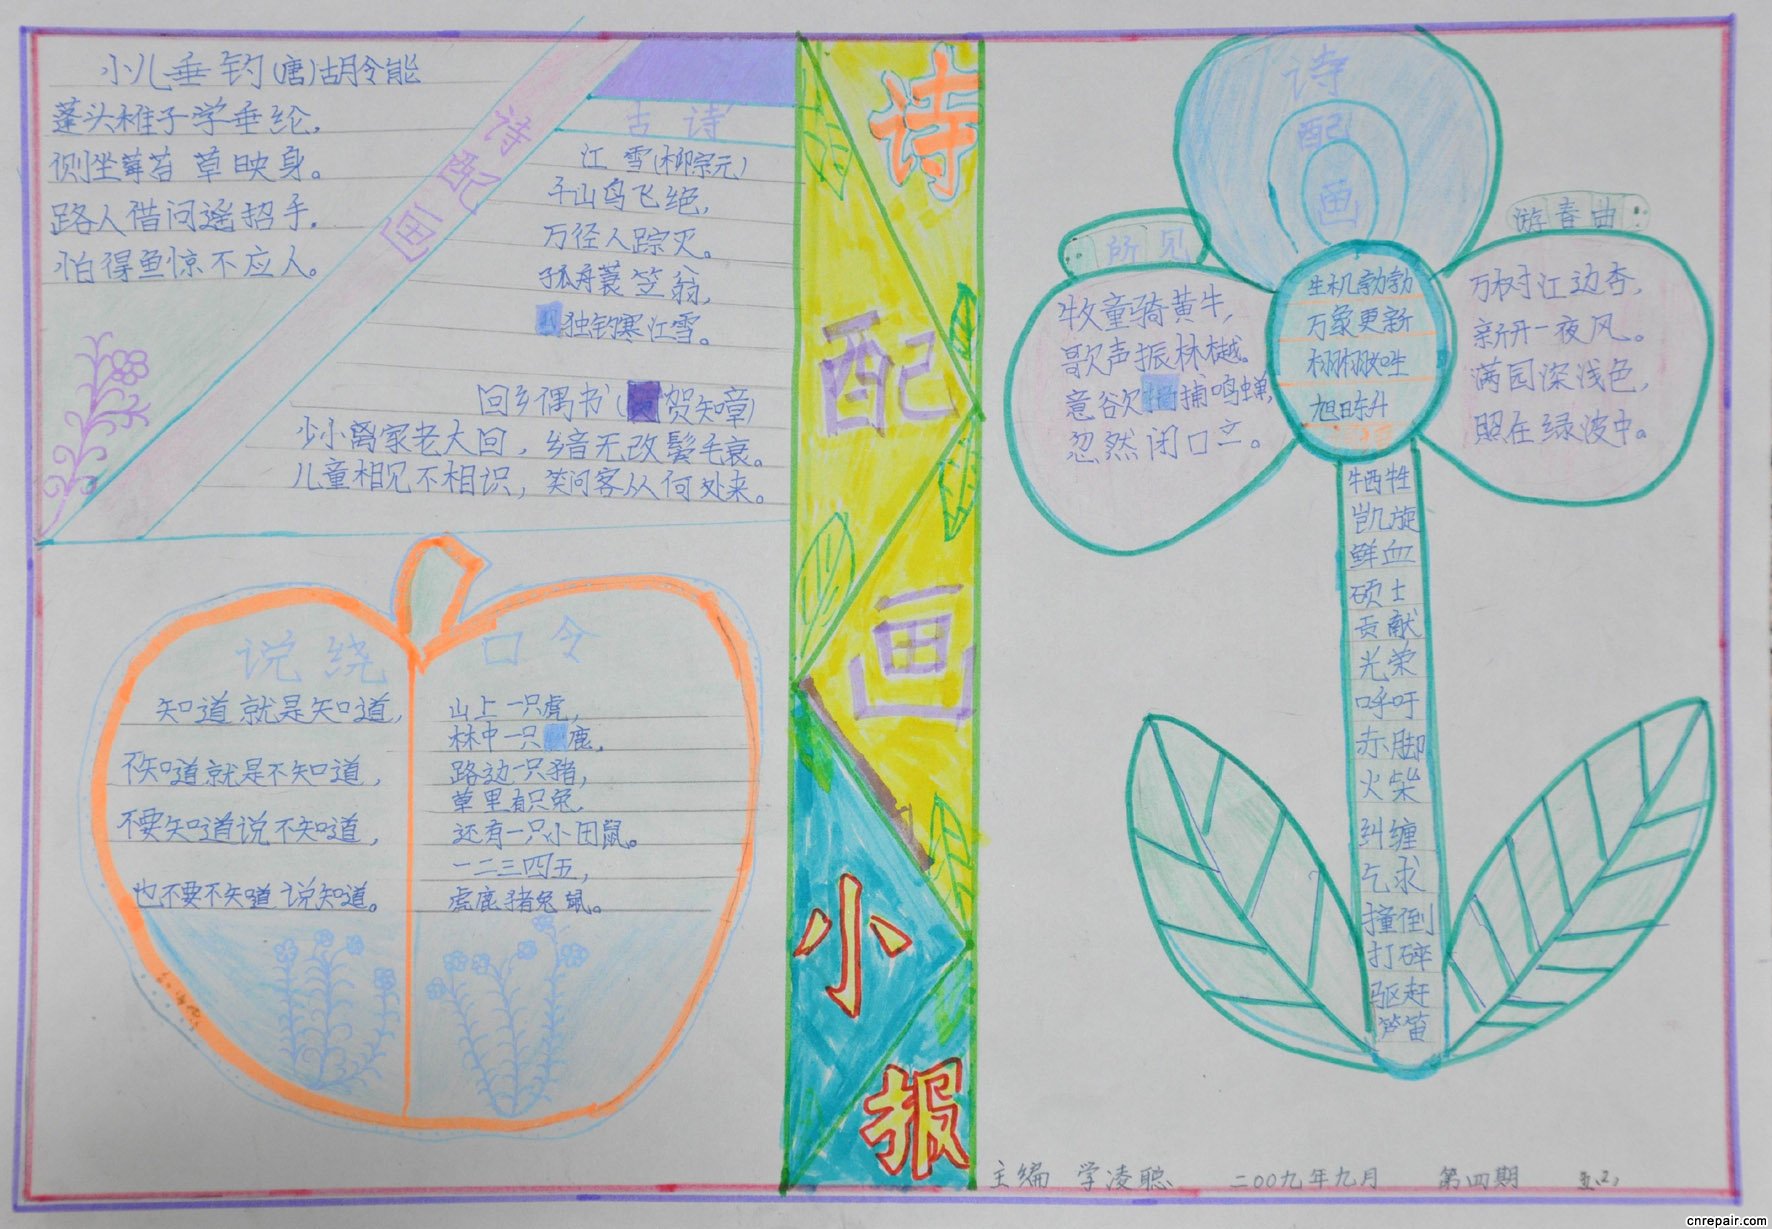 小儿垂钓(唐)胡令能
蓬头稚子学垂纶,
侧坐莓苔草映身。
路人借问遥招手,
怕得鱼惊不应人。
诗配画
古诗
江雪(柳宗元)
千山鸟飞绝,
万径人踪灭。
孤舟蓑笠翁,
独钓寒江雪。
回乡偶书(贺知章)
少小离家老大回,乡音无改鬓毛衰。
儿童相见不相识,笑问客从何处来。
说绕口令
知道就是知道,
不知道就是不知道,
不要知道说不知道,
也不要不知道说知道。
山上一只虎,
林中一只鹿,
路边一只猪,
草里有只兔,
还有一只小田鼠。
一二三四五,
虎鹿猪兔鼠。
诗配画小报
诗配画
所见
牧童骑黄牛,
歌声振林樾。
意欲捕鸣蝉,
忽然闭口立。
生机勃勃
万象更新
栩栩如生
旭日东升
游春曲
万树江边杏,
新开一夜风。
满园深浅色,
照在绿波中。
牺牲
凯旋
鲜血
硕士
贡献
光荣
呼吁
赤脚
火柴
纠缠
乞求
撞倒
打碎
驱赶
芦笛
主编 学凌聪 二00九年九月 第四期
cnrepair.com